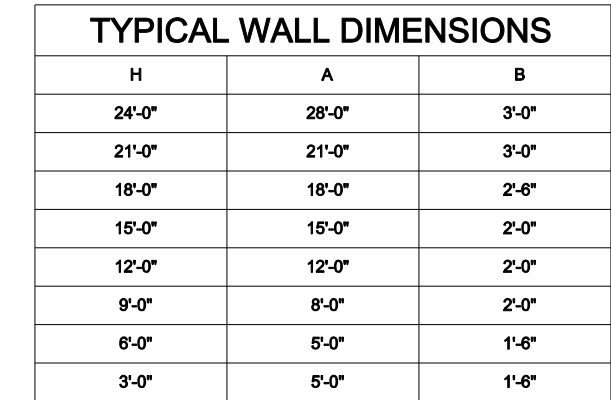 TYPICAL WALL DIMENSIONS
H A B
24'-0" 28'-0" 3'-0"
21'-0" 21'-0" 3'-0"
18'-0" 18'-0" 2'-6"
15'-0" 15'-0" 2'-0"
12'-0" 12'-0" 2'-0"
9'-0" 8'-0" 2'-0"
6'-0" 5'-0" 1'-6"
3'-0" 5'-0" 1'-6"